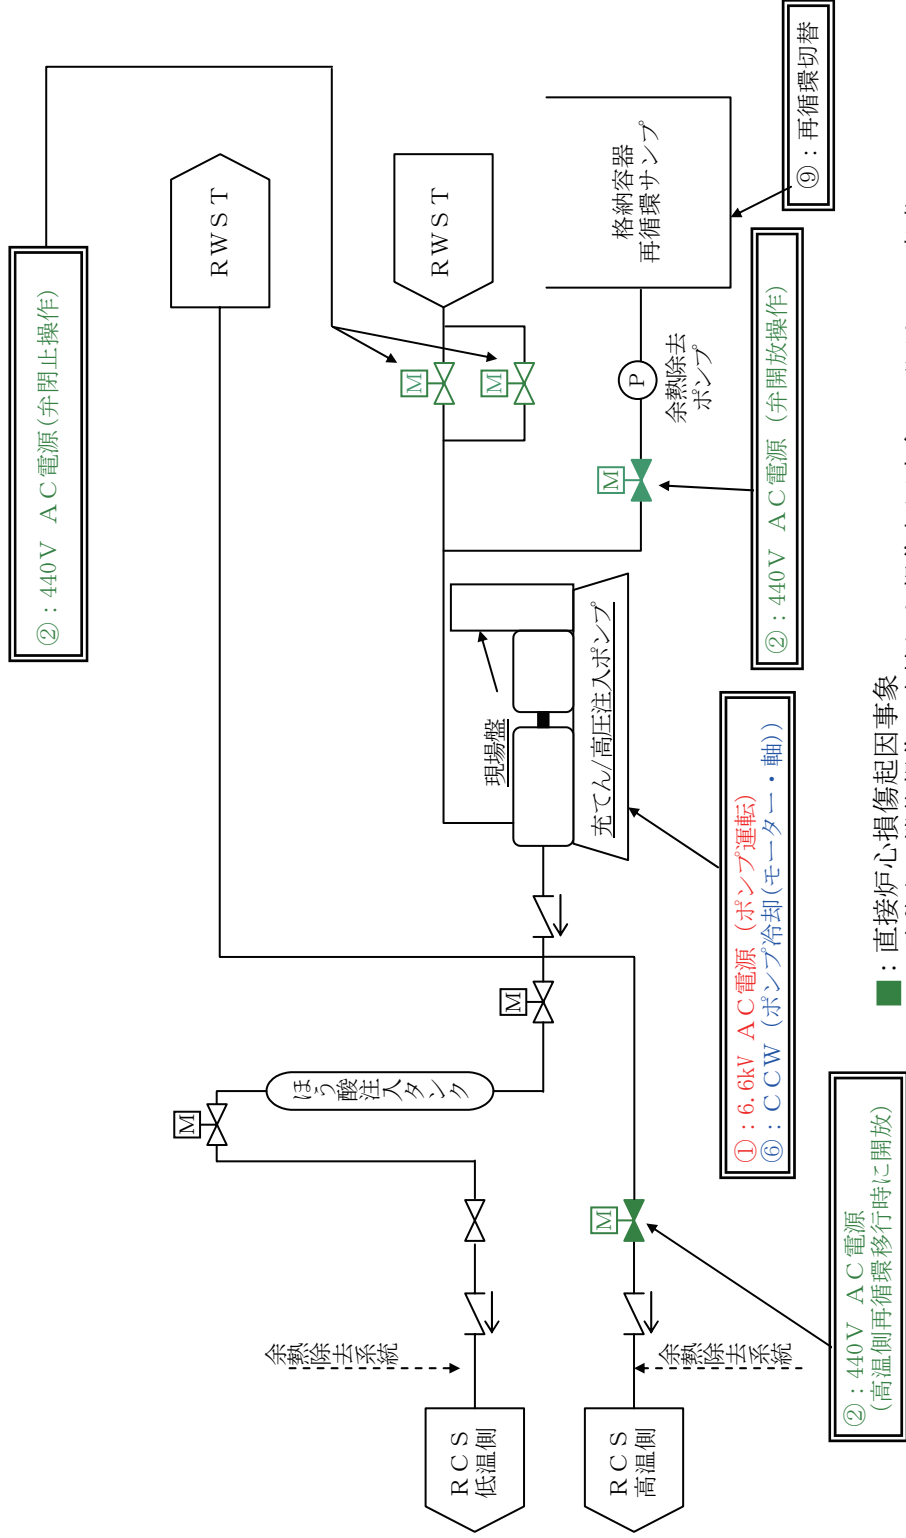 ②：440V ＡＣ電源(弁閉止操作)
ＲＷＳＴ
ＲＷＳＴ
M
M
格納容器
再循環サンプ
⑨：再循環切替
P
余熱除去
ポンプ
M
②：440V ＡＣ電源 (弁開放操作)
現場盤
充てん/高圧注入ポンプ
①：6.6kV ＡＣ電源 (ポンプ運転)
⑥：ＣＣＷ (ポンプ冷却(モーター・軸))
M
ほう酸注入タンク
M
M
②：440V ＡＣ電源
(高温側再循環移行時に開放)
余熱除去系統
余熱除去系統
ＲＣＳ
低温側
ＲＣＳ
高温側
■：直接炉心損傷起因事象